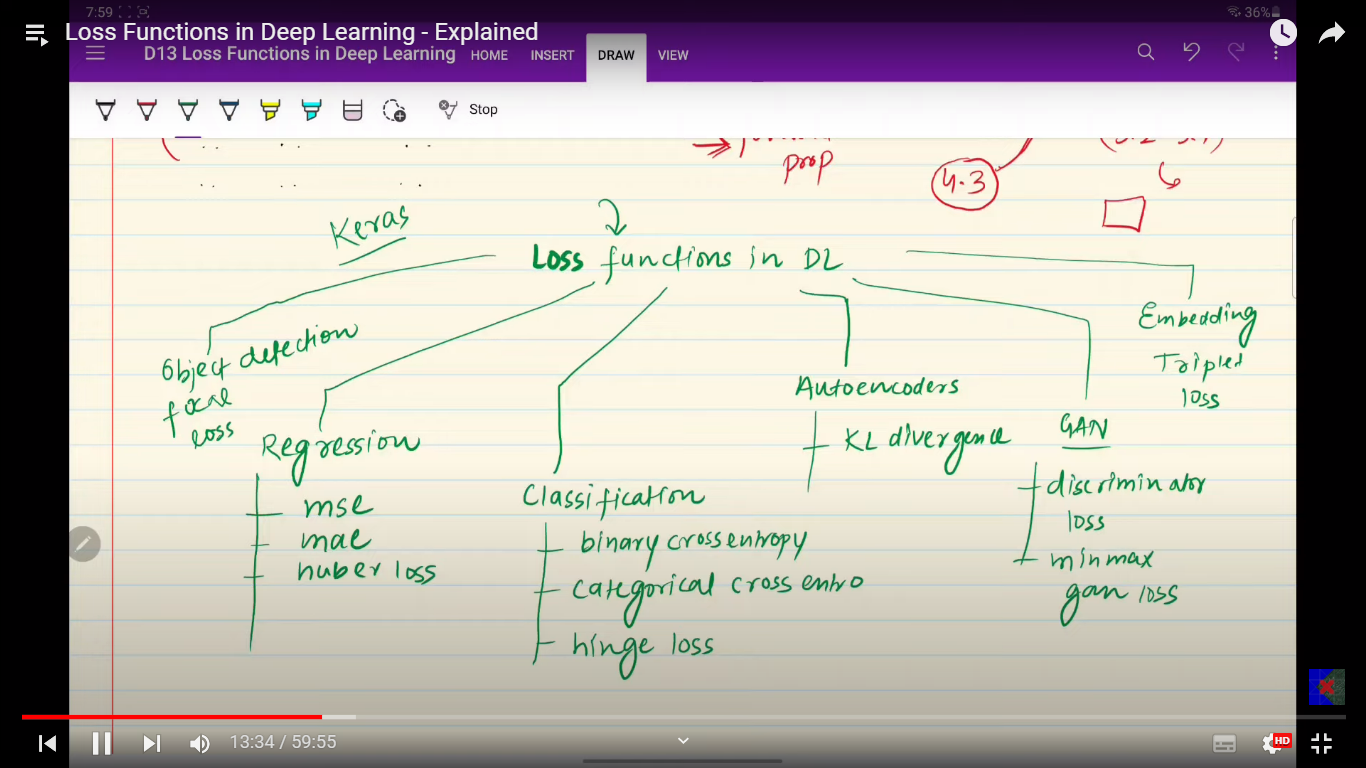 7:59
36%
Loss Functions in Deep Learning - Explained
D13 Loss Functions in Deep Learning HOME INSERT DRAW VIEW
Stop
prop
4.3
Keras
Loss functions in DL
Object detection
focal
loss
Regression
mse
mae
huber loss
Classification
binary crossentropy
categorical cross entro
hinge loss
Autoencoders
KL divergence
GAN
discriminator
loss
minmax
gan loss
Embedding
Triplet
loss
13:34 / 59:55
HD